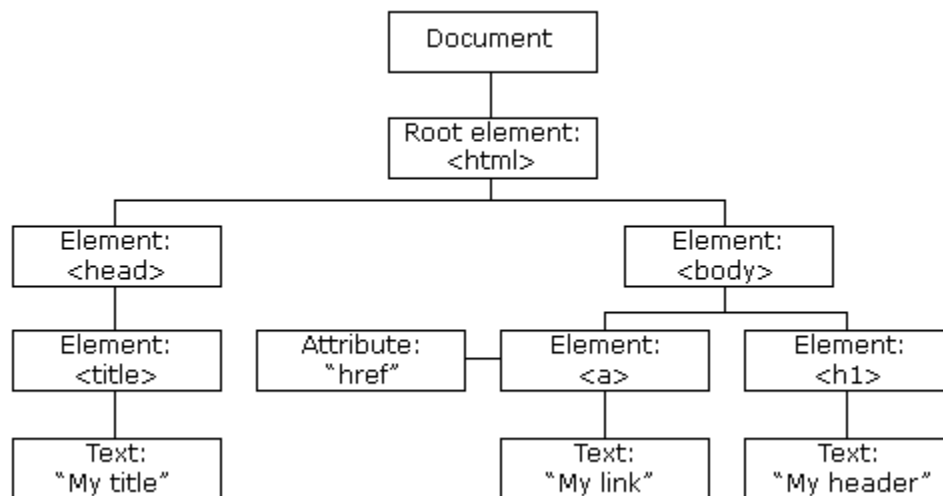 Document
Root element:
<html>
Element:
<head>
Element:
<body>
Element:
<title>
Attribute:
“href”
Element:
<a>
Element:
<h1>
Text:
“My title”
Text:
“My link”
Text:
“My header”